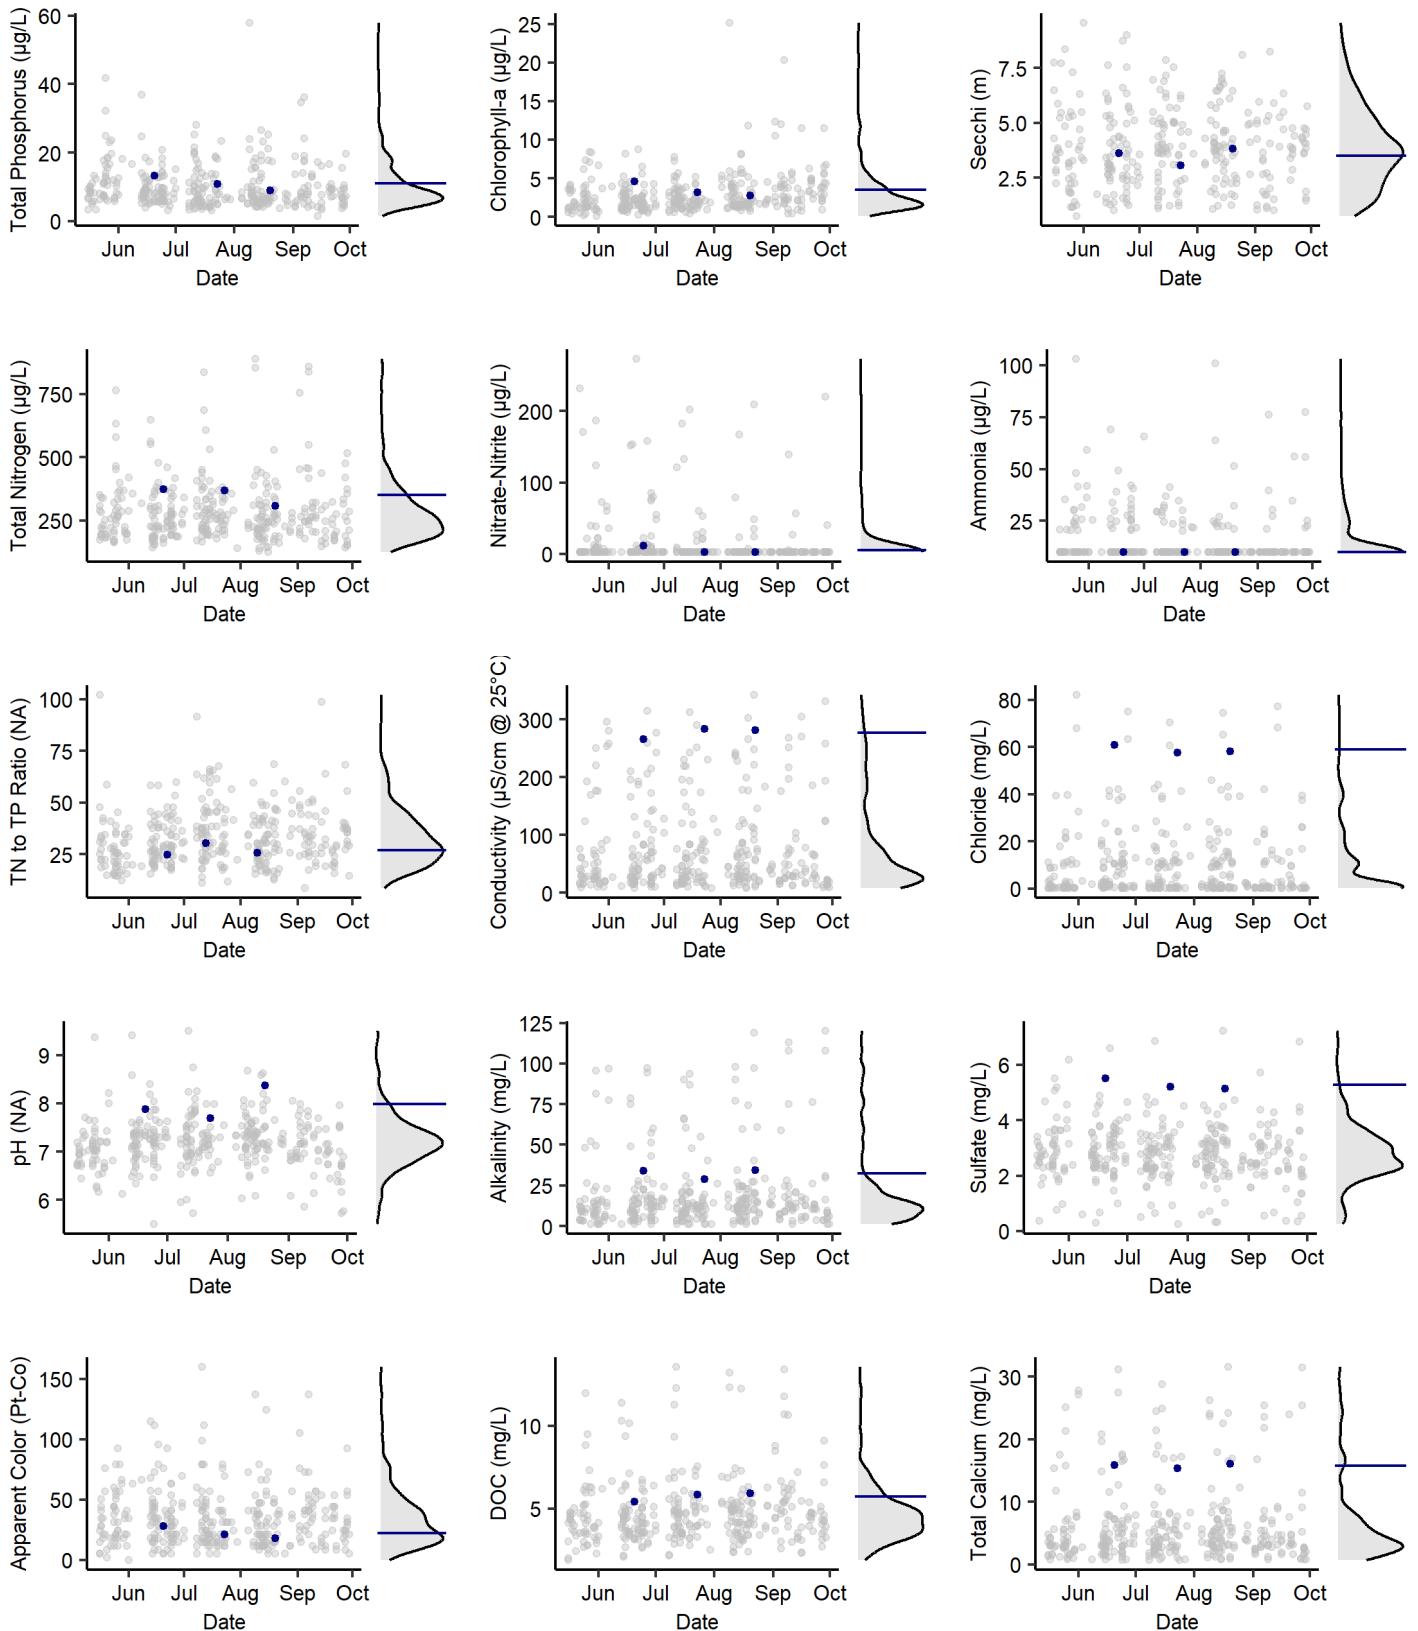 Total Phosphorus (µg/L)
60
40
20
0
Jun Jul Aug Sep Oct
Date
Chlorophyll-a (µg/L)
25
20
15
10
5
0
Jun Jul Aug Sep Oct
Date
Secchi (m)
7.5
5.0
2.5
Jun Jul Aug Sep Oct
Date
Total Nitrogen (µg/L)
750
500
250
Jun Jul Aug Sep Oct
Date
Nitrate-Nitrite (µg/L)
200
100
0
Jun Jul Aug Sep Oct
Date
Ammonia (µg/L)
100
75
50
25
Jun Jul Aug Sep Oct
Date
TN to TP Ratio (NA)
100
75
50
25
Jun Jul Aug Sep Oct
Date
Conductivity (µS/cm @ 25°C)
300
200
100
0
Jun Jul Aug Sep Oct
Date
Chloride (mg/L)
80
60
40
20
0
Jun Jul Aug Sep Oct
Date
pH (NA)
9
8
7
6
Jun Jul Aug Sep Oct
Date
Alkalinity (mg/L)
125
100
75
50
25
0
Jun Jul Aug Sep Oct
Date
Sulfate (mg/L)
6
4
2
0
Jun Jul Aug Sep Oct
Date
Apparent Color (Pt-Co)
150
100
50
0
Jun Jul Aug Sep Oct
Date
DOC (mg/L)
10
5
Jun Jul Aug Sep Oct
Date
Total Calcium (mg/L)
30
20
10
0
Jun Jul Aug Sep Oct
Date